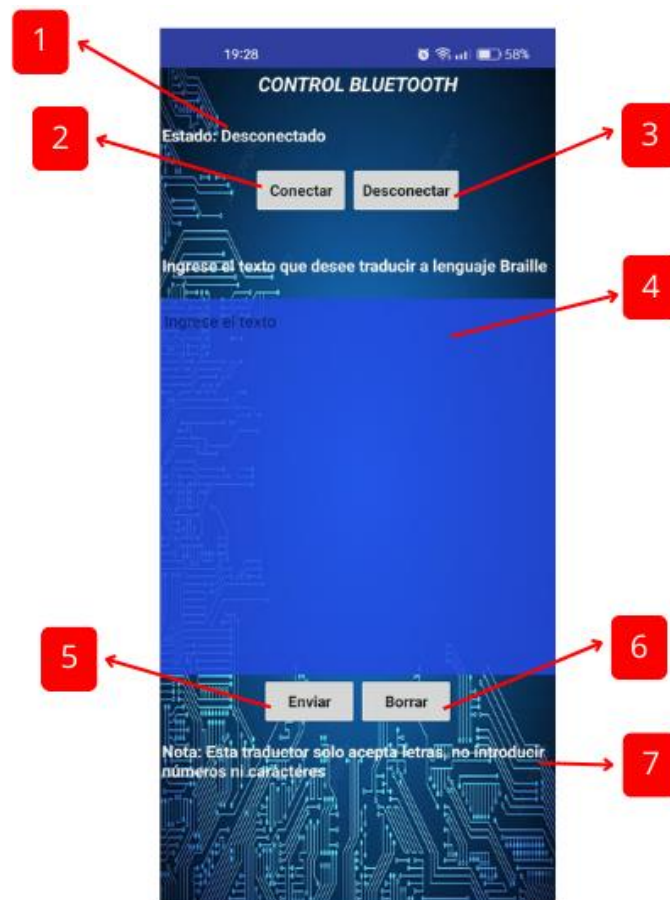 1
19:28
58%
CONTROL BLUETOOTH
2
Estado: Desconectado
3
Conectar
Desconectar
Ingrese el texto que desee traducir a lenguaje Braille
4
Ingrese el texto
5
Enviar
Borrar
6
Nota: Esta traductor solo acepta letras, no introducir
números ni carácteres
7